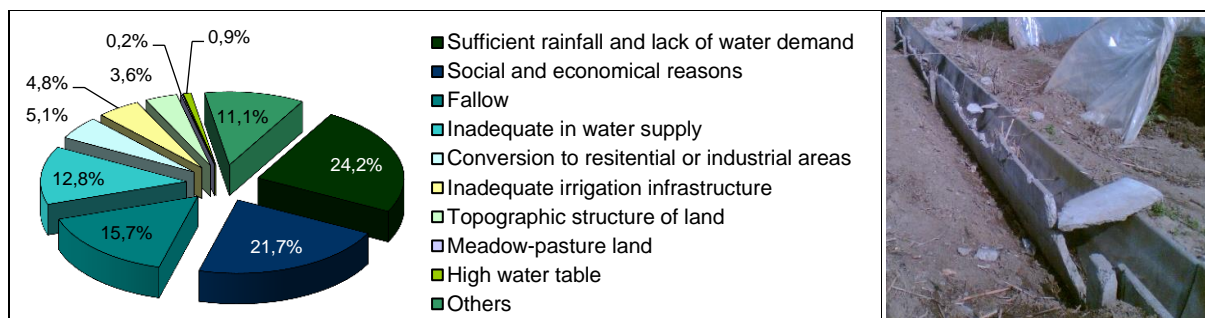 0,2%
0,9%
4,8%
3,6%
5,1%
11,1%
12,8%
24,2%
15,7%
21,7%
Sufficient rainfall and lack of water demand
Social and economical reasons
Fallow
Inadequate in water supply
Conversion to resitential or industrial areas
Inadequate irrigation infrastructure
Topographic structure of land
Meadow-pasture land
High water table
Others